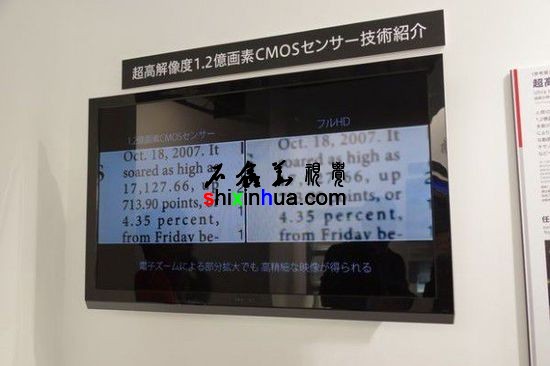 超高解像度1.2億画素CMOSセンサー技術紹介
1.2億画素CMOSセンサー
フルHD
Oct. 18, 2007. It
soared as high as
17,127.66, up
713.90 points,
4.35 percent,
from Friday be-
Oct. 18, 2007. It
soared as high as
up
points, or
4.35 percent,
from Friday be-
視覺
shixinhua.com
電子ズームによる部分拡大でも 高精細な映像が得られる
超高